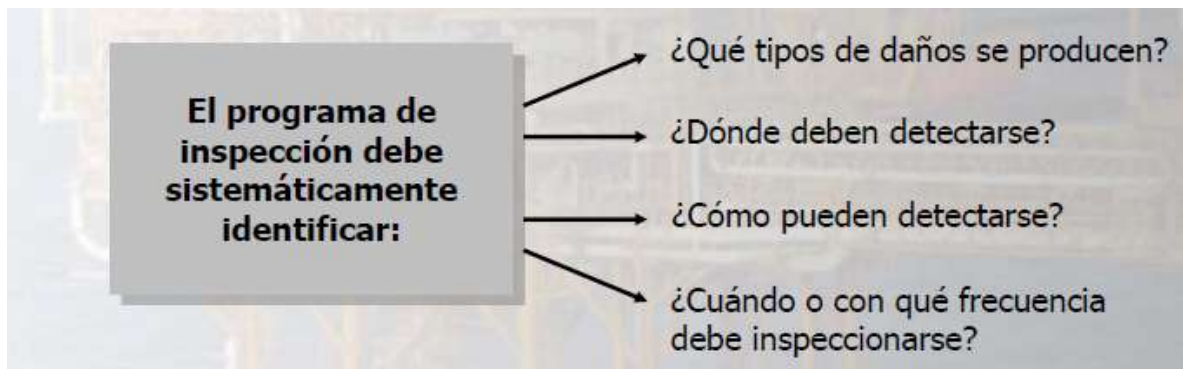 El programa de
inspección debe
sistemáticamente
identificar:
¿Qué tipos de daños se producen?
¿Dónde deben detectarse?
¿Cómo pueden detectarse?
¿Cuándo o con qué frecuencia
debe inspeccionarse?